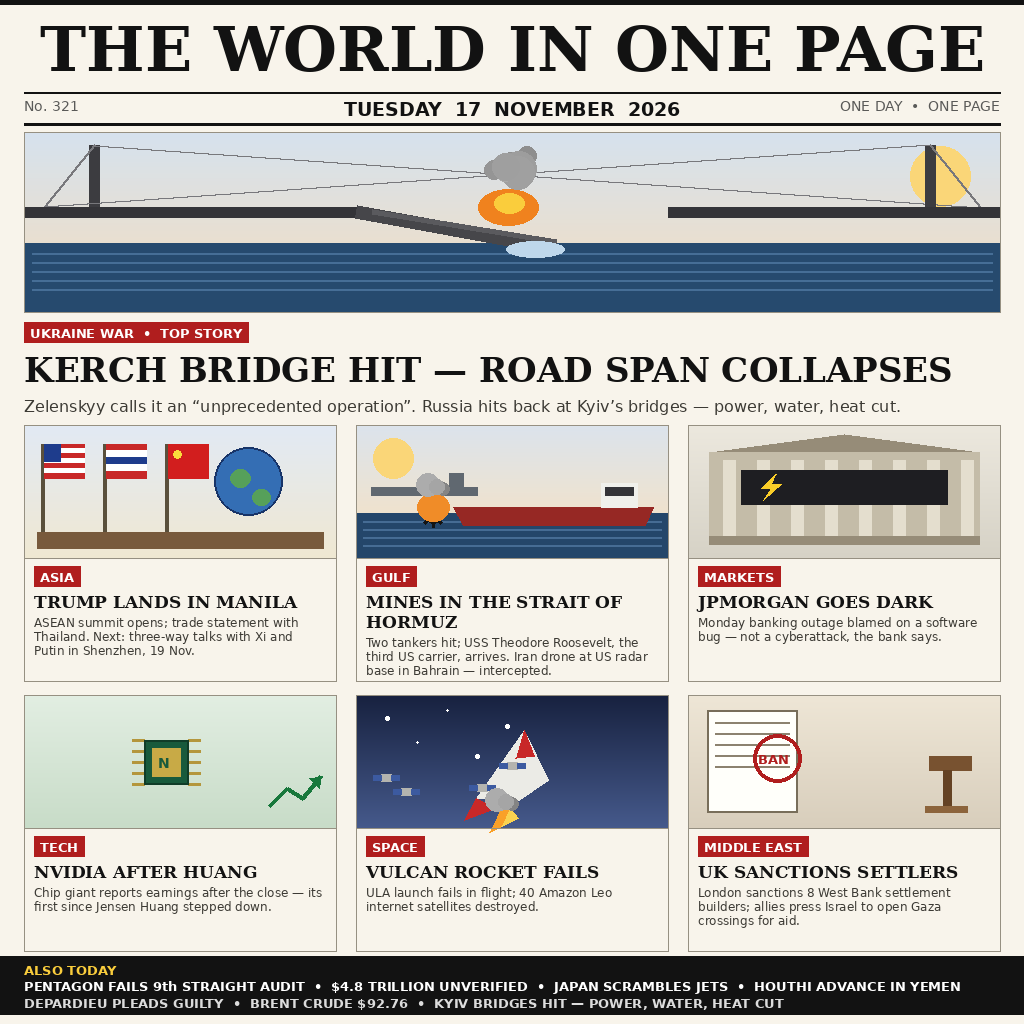 THE WORLD IN ONE PAGE
No. 321
TUESDAY 17 NOVEMBER 2026
ONE DAY • ONE PAGE
UKRAINE WAR • TOP STORY
KERCH BRIDGE HIT — ROAD SPAN COLLAPSES
Zelenskyy calls it an “unprecedented operation”. Russia hits back at Kyiv’s bridges — power, water, heat cut.
ASIA
TRUMP LANDS IN MANILA
ASEAN summit opens; trade statement with
Thailand. Next: three-way talks with Xi and
Putin in Shenzhen, 19 Nov.
GULF
MINES IN THE STRAIT OF
HORMUZ
Two tankers hit; USS Theodore Roosevelt, the
third US carrier, arrives. Iran drone at US radar
base in Bahrain — intercepted.
MARKETS
JPMORGAN GOES DARK
Monday banking outage blamed on a software
bug — not a cyberattack, the bank says.
N
TECH
NVIDIA AFTER HUANG
Chip giant reports earnings after the close — its
first since Jensen Huang stepped down.
SPACE
VULCAN ROCKET FAILS
ULA launch fails in flight; 40 Amazon Leo
internet satellites destroyed.
BAN
MIDDLE EAST
UK SANCTIONS SETTLERS
London sanctions 8 West Bank settlement
builders; allies press Israel to open Gaza
crossings for aid.
ALSO TODAY
PENTAGON FAILS 9th STRAIGHT AUDIT • $4.8 TRILLION UNVERIFIED • JAPAN SCRAMBLES JETS • HOUTHI ADVANCE IN YEMEN
DEPARDIEU PLEADS GUILTY • BRENT CRUDE $92.76 • KYIV BRIDGES HIT — POWER, WATER, HEAT CUT